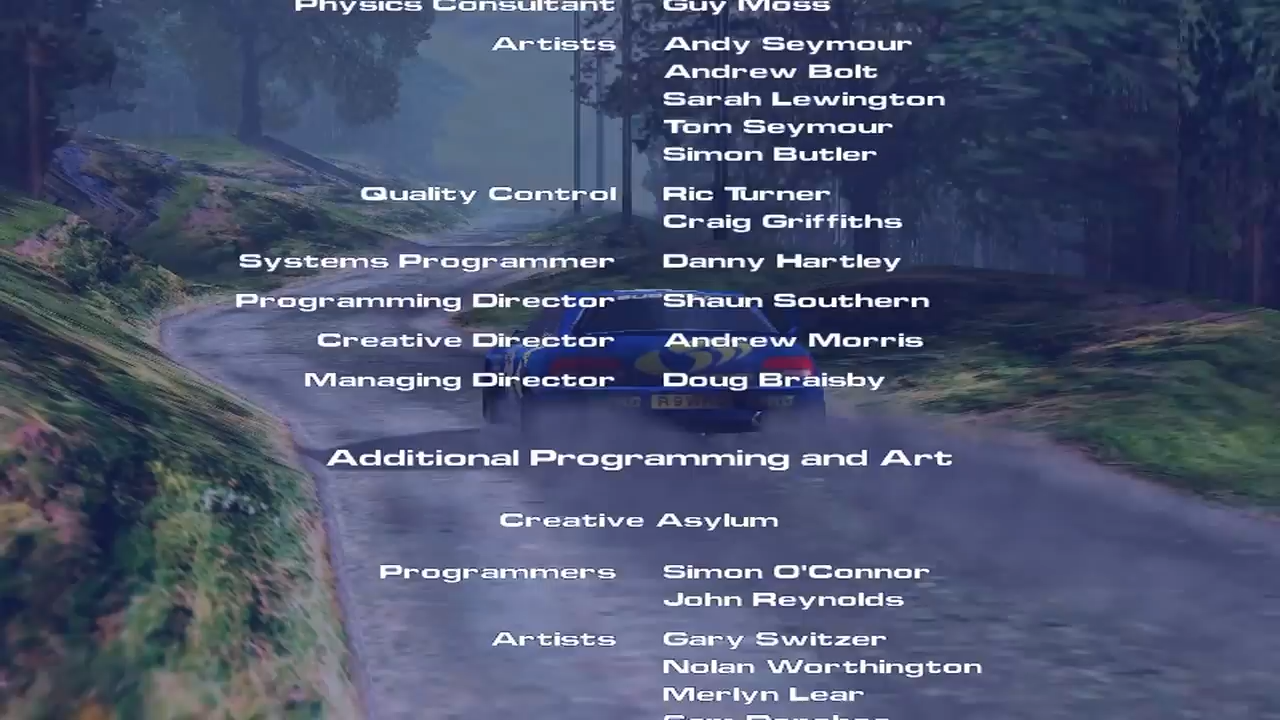 Physics Consultant Guy Moss
Artists Andy Seymour
Andrew Bolt
Sarah Lewington
Tom Seymour
Simon Butler
Quality Control Ric Turner
Craig Griffiths
Systems Programmer Danny Hartley
Programming Director Shaun Southern
Creative Director Andrew Morris
Managing Director Doug Braisby
Additional Programming and Art
Creative Asylum
Programmers Simon O'Connor
John Reynolds
Artists Gary Switzer
Nolan Worthington
Merlyn Lear